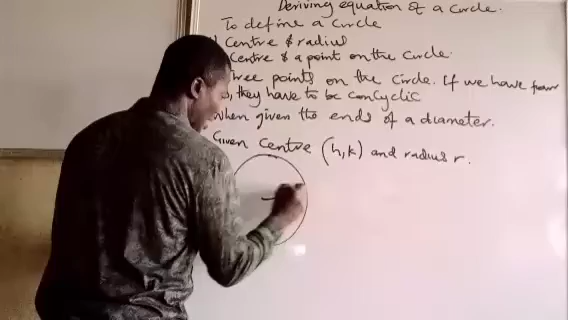 Deriving equation of a circle.
To define a circle
Centre & radius
Centre & a point on the circle.
Three points on the circle. If we have four
they have to be concyclic
When given the ends of a diameter.
Given centre (h,k) and radius r.